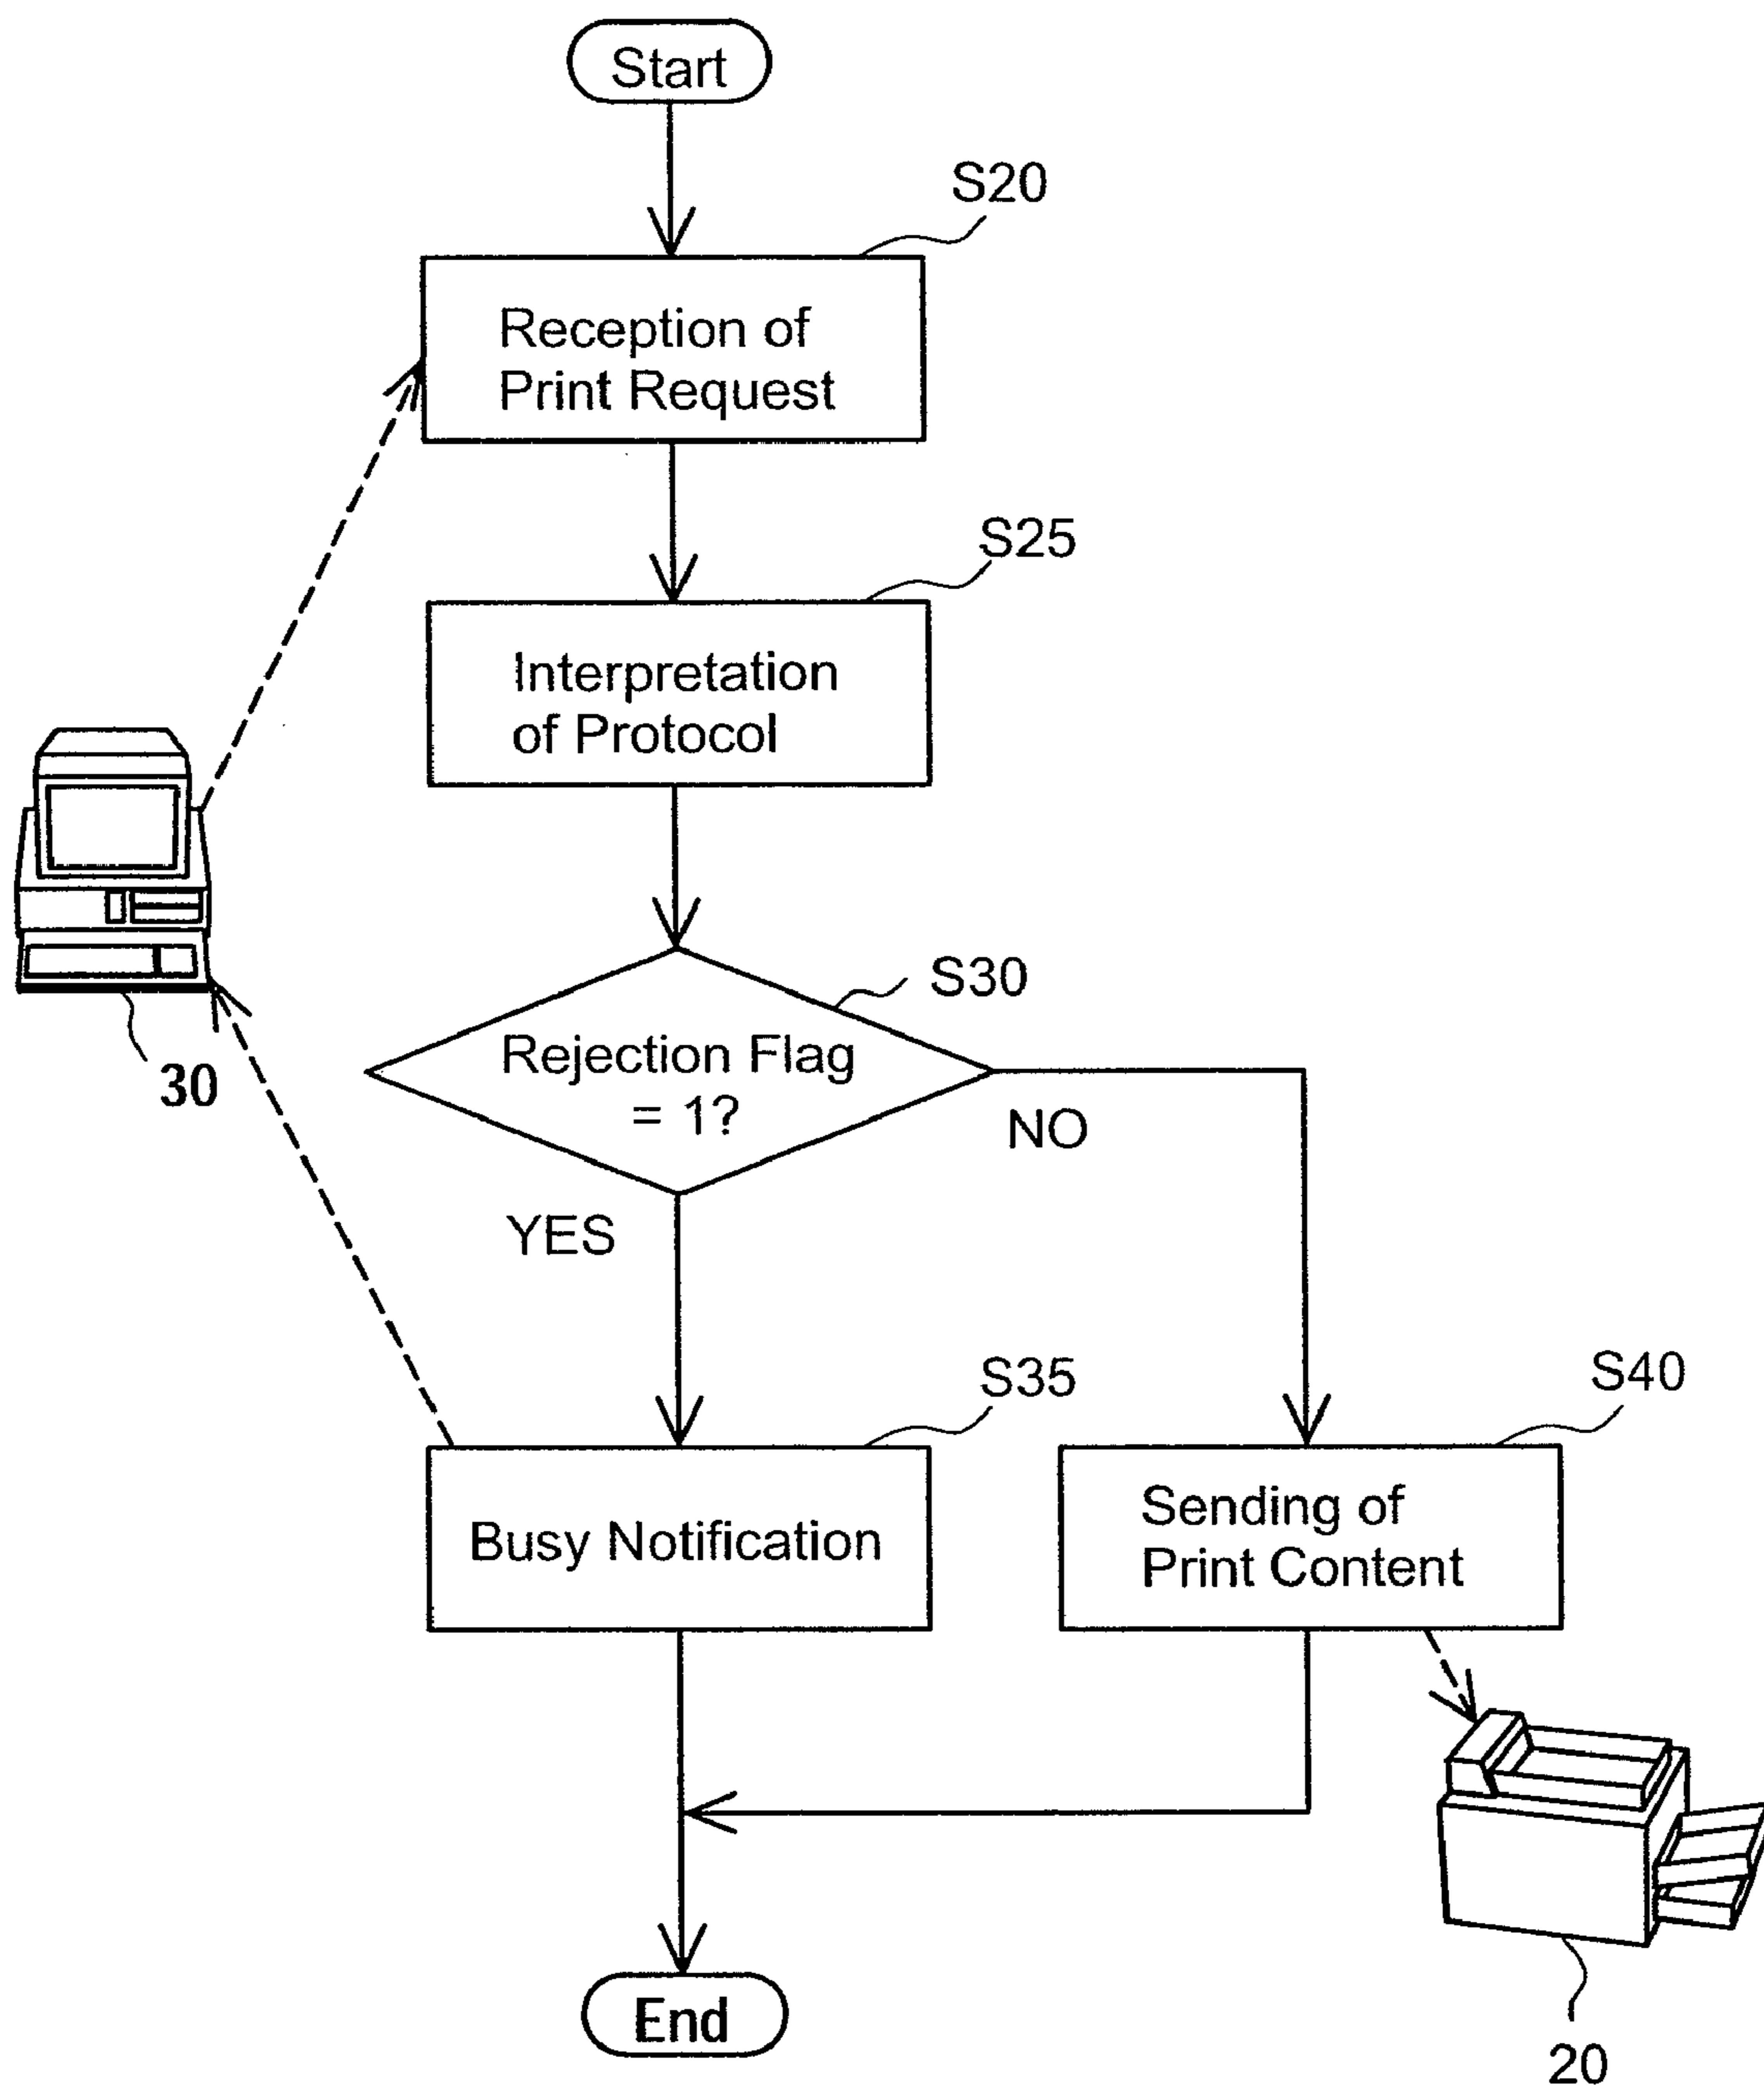 Start
S20
Reception of
Print Request
S25
Interpretation
of Protocol
S30
Rejection Flag
= 1?
30
NO
YES
S35
S40
Busy Notification
Sending of
Print Content
End
20